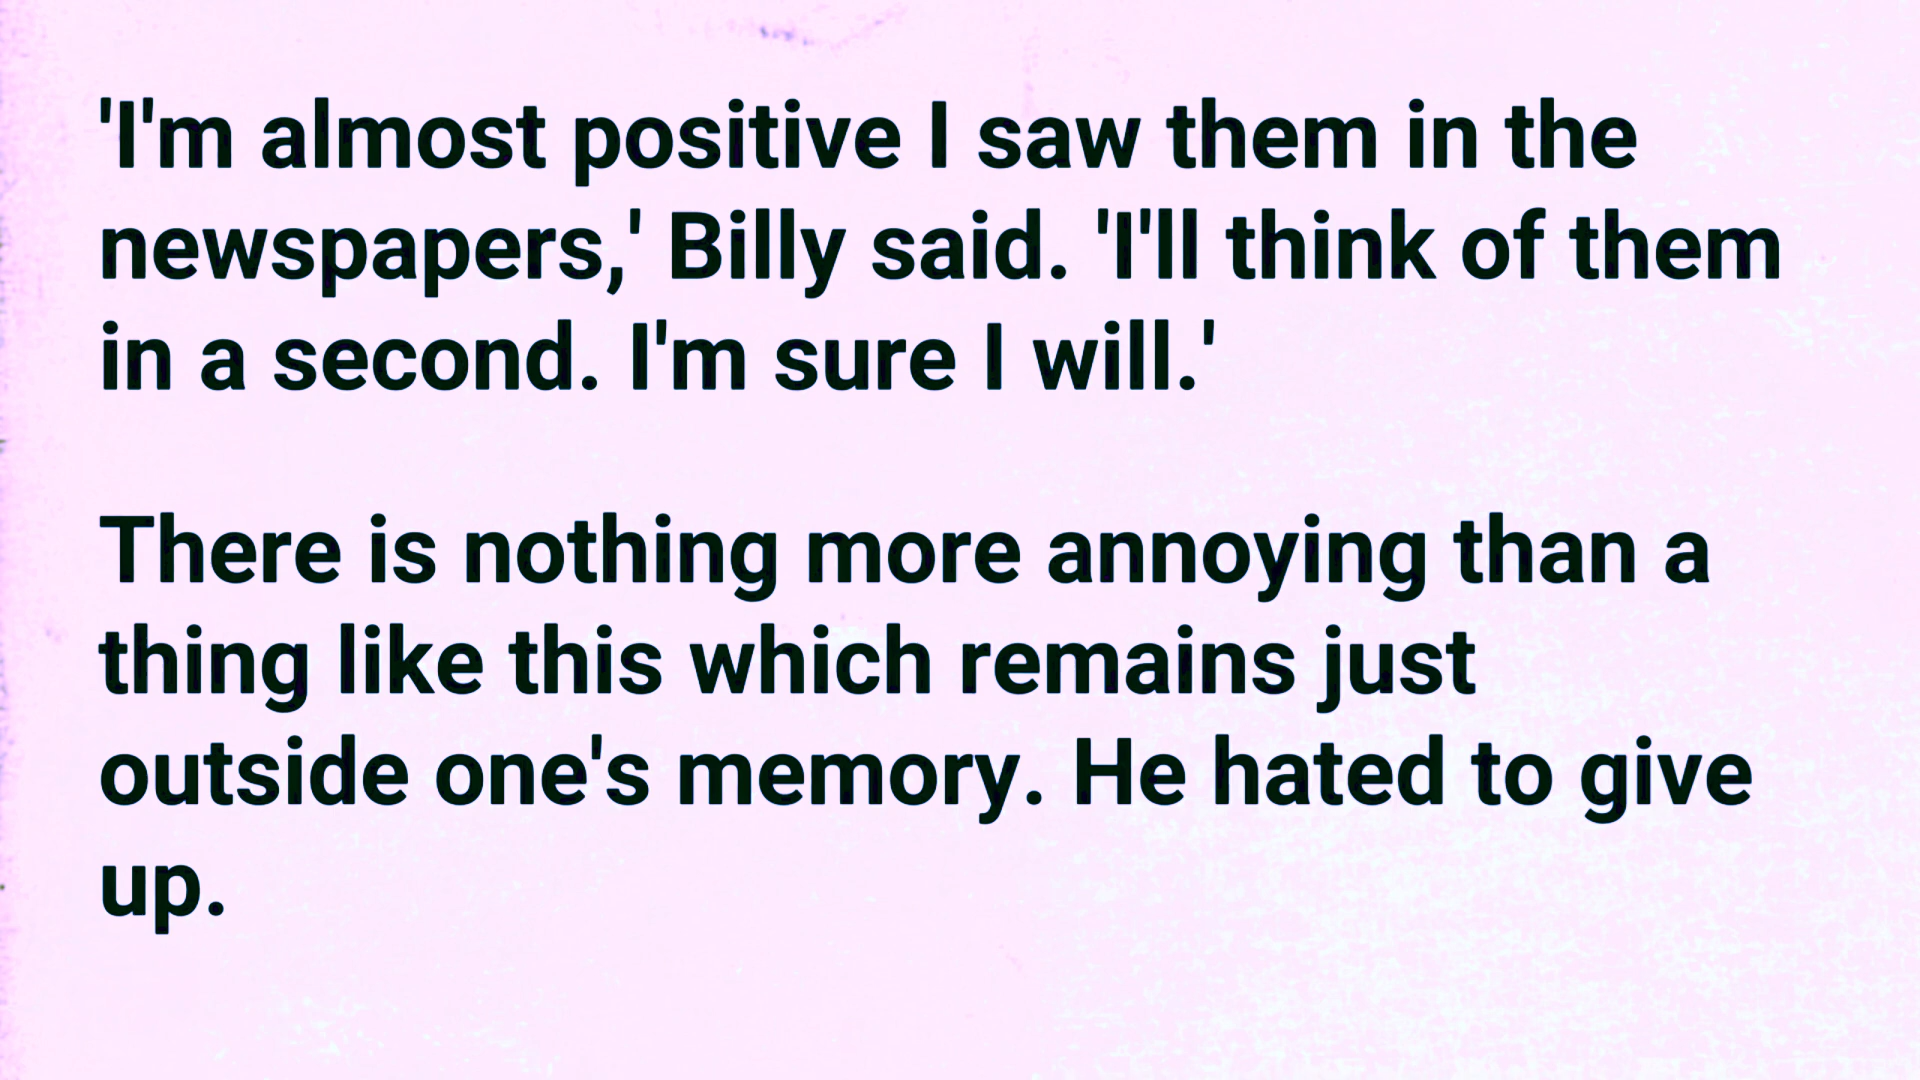 'I'm almost positive I saw them in the
newspapers,' Billy said. 'I'll think of them
in a second. I'm sure I will.'
There is nothing more annoying than a
thing like this which remains just
outside one's memory. He hated to give
up.